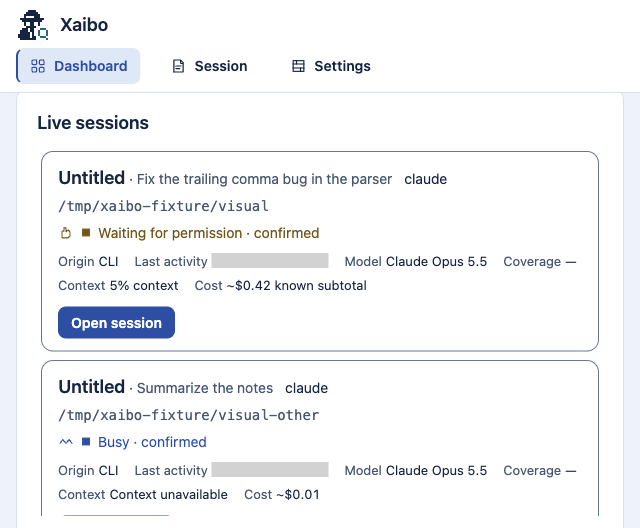 Xaibo
Dashboard Session Settings
Live sessions
Untitled · Fix the trailing comma bug in the parser claude
/tmp/xaibo-fixture/visual
Waiting for permission · confirmed
Origin CLI Last activity Model Claude Opus 5.5 Coverage —
Context 5% context Cost ~$0.42 known subtotal
Open session
Untitled · Summarize the notes claude
/tmp/xaibo-fixture/visual-other
Busy · confirmed
Origin CLI Last activity Model Claude Opus 5.5 Coverage —
Context Context unavailable Cost ~$0.01